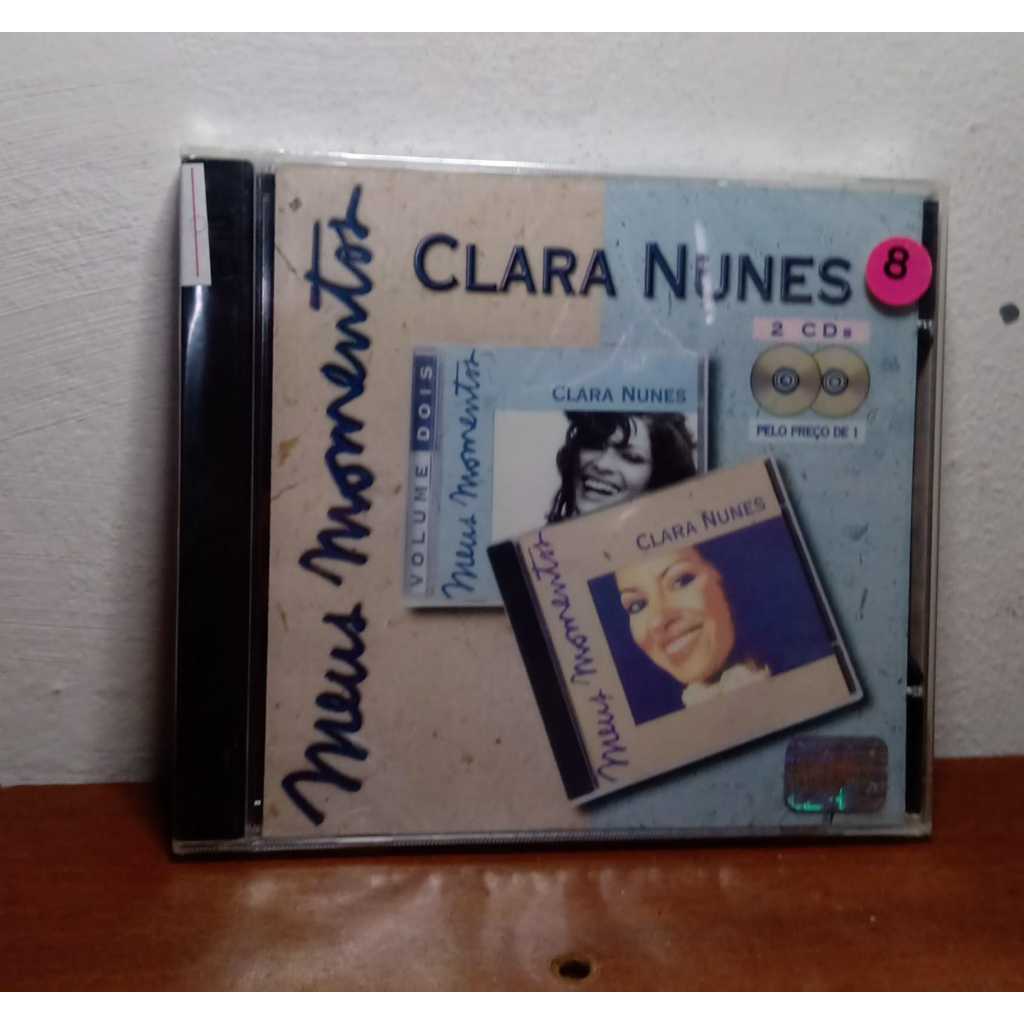 Meus Momentos
CLARA NUNES
8
2 CDs
PELO PREÇO DE 1
VOLUME DOIS
Meus Momentos
CLARA NUNES
Meus Momentos
CLARA NUNES